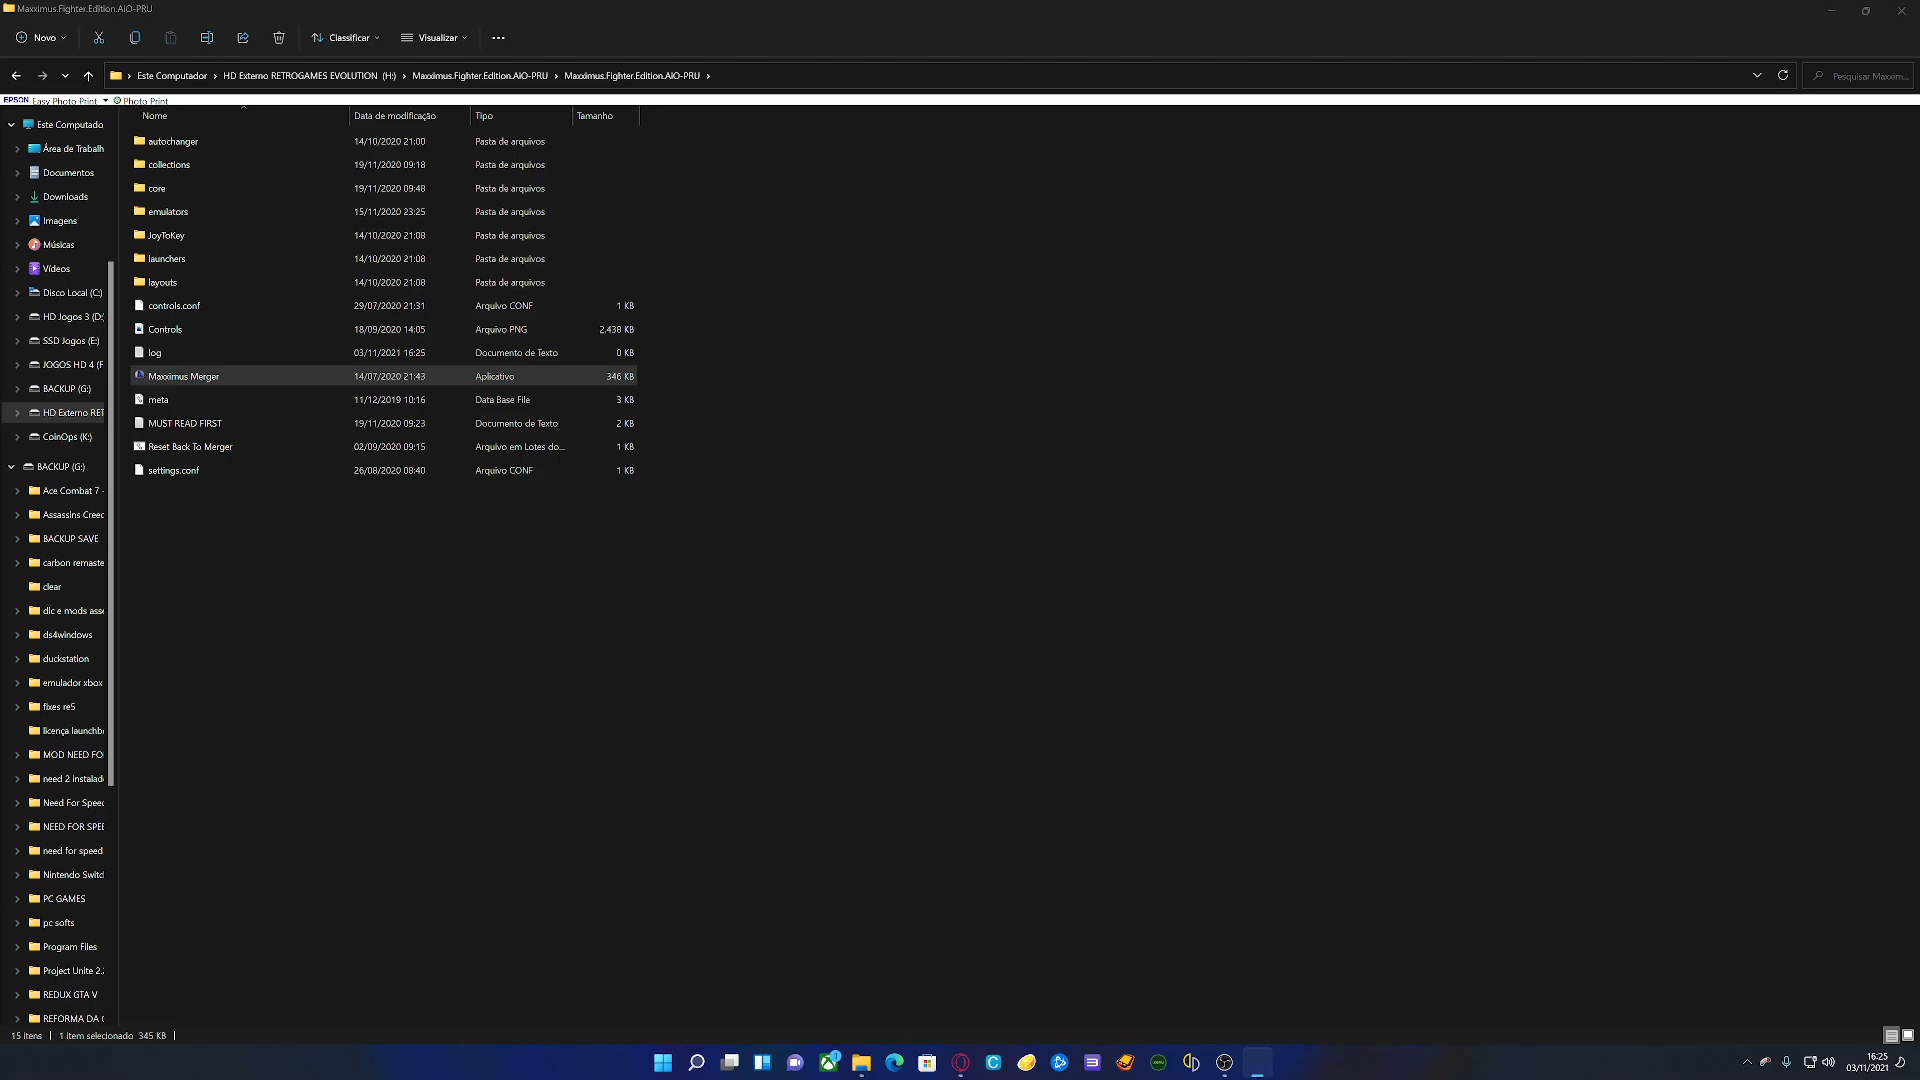 Maxximus.Fighter.Edition.AiO-PRU
Novo
Classificar
Visualizar
Este Computador
HD Externo RETROGAMES EVOLUTION (H:)
Maxximus.Fighter.Edition.AiO-PRU
Maxximus.Fighter.Edition.AiO-PRU
Pesquisar Maxxim...
EPSON Easy Photo Print
Photo Print
Nome Data de modificação Tipo Tamanho
autochanger 14/10/2020 21:00 Pasta de arquivos
collections 19/11/2020 09:18 Pasta de arquivos
core 19/11/2020 09:48 Pasta de arquivos
emulators 15/11/2020 23:25 Pasta de arquivos
JoyToKey 14/10/2020 21:08 Pasta de arquivos
launchers 14/10/2020 21:08 Pasta de arquivos
layouts 14/10/2020 21:08 Pasta de arquivos
controls.conf 29/07/2020 21:31 Arquivo CONF 1 KB
Controls 18/09/2020 14:05 Arquivo PNG 2.438 KB
log 03/11/2021 16:25 Documento de Texto 0 KB
Maxximus Merger 14/07/2020 21:43 Aplicativo 346 KB
meta 11/12/2019 10:16 Data Base File 3 KB
MUST READ FIRST 19/11/2020 09:23 Documento de Texto 2 KB
Reset Back To Merger 02/09/2020 09:15 Arquivo em Lotes do... 1 KB
settings.conf 26/08/2020 08:40 Arquivo CONF 1 KB
Este Computado
Área de Trabalh
Documentos
Downloads
Imagens
Músicas
Vídeos
Disco Local (C:)
HD Jogos 3 (D:)
SSD Jogos (E:)
JOGOS HD 4 (F
BACKUP (G:)
HD Externo RET
CoinOps (K:)
BACKUP (G:)
Ace Combat 7 -
Assassins Creed
BACKUP SAVE
carbon remaste
clear
dlc e mods asse
ds4windows
duckstation
emulador xbox
fixes re5
licença launchb
MOD NEED FO
need 2 instalad
Need For Speed
NEED FOR SPEE
need for speed
Nintendo Switc
PC GAMES
pc softs
Program Files
Project Unite 2.
REDUX GTA V
REFORMA DA
15 itens
1 item selecionado 345 KB
1
16:25
03/11/2021